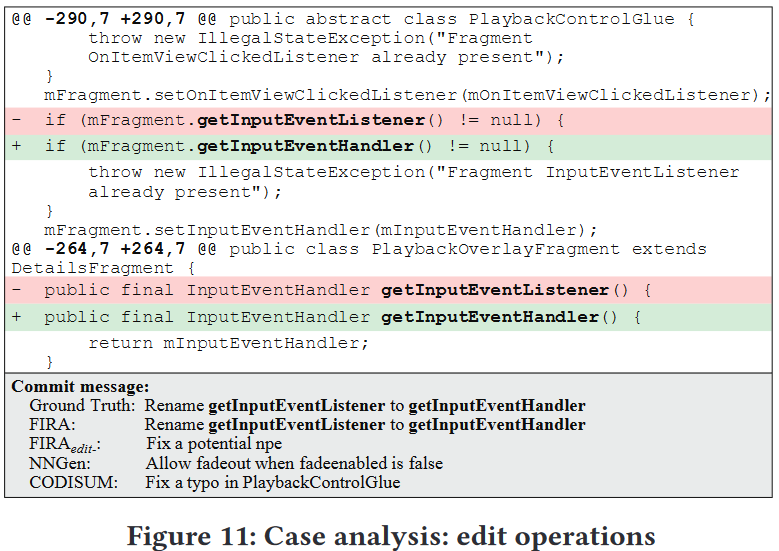 @@ -290,7 +290,7 @@ public abstract class PlaybackControlGlue {
throw new IllegalStateException("Fragment
OnItemViewClickedListener already present");
}
mFragment.setOnItemViewClickedListener(mOnItemViewClickedListener);
- if (mFragment.getInputEventListener() != null) {
+ if (mFragment.getInputEventHandler() != null) {
throw new IllegalStateException("Fragment InputEventListener
already present");
}
mFragment.setInputEventHandler(mInputEventHandler);
@@ -264,7 +264,7 @@ public class PlaybackOverlayFragment extends
DetailsFragment {
- public final InputEventHandler getInputEventListener() {
+ public final InputEventHandler getInputEventHandler() {
return mInputEventHandler;
}
Commit message:
Ground Truth: Rename getInputEventListener to getInputEventHandler
FIRA: Rename getInputEventListener to getInputEventHandler
FIRAedit-: Fix a potential npe
NNGen: Allow fadeout when fadeenabled is false
CODISUM: Fix a typo in PlaybackControlGlue
Figure 11: Case analysis: edit operations